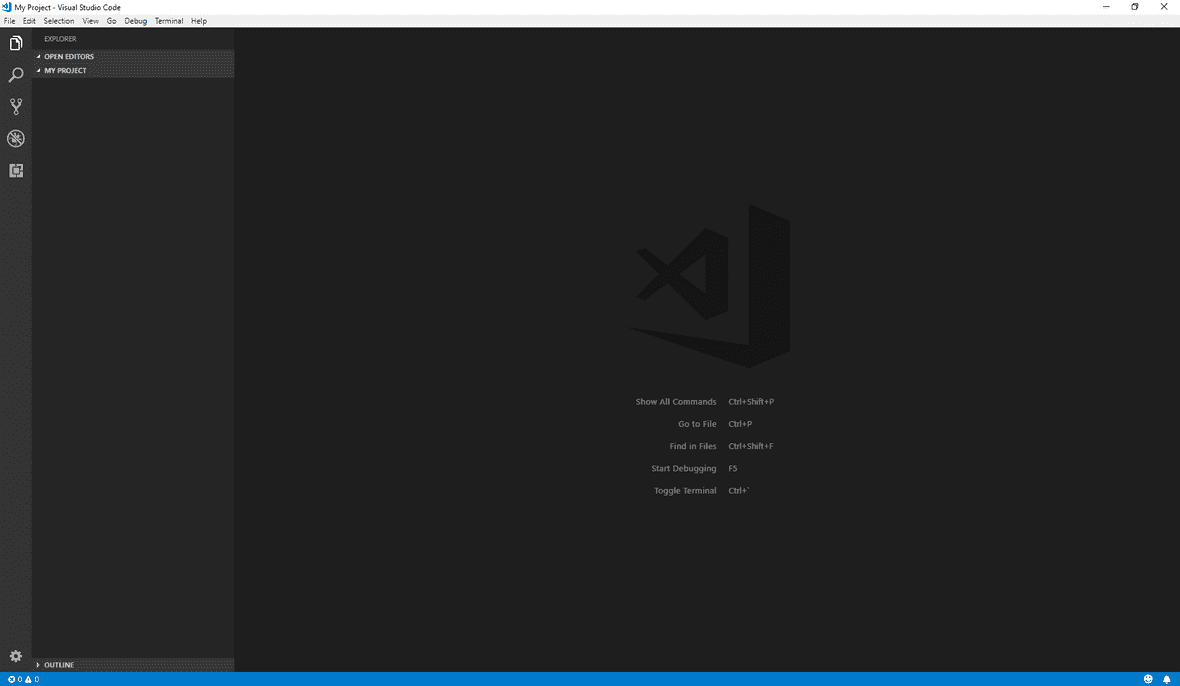 My Project - Visual Studio Code
File Edit Selection View Go Debug Terminal Help
EXPLORER
OPEN EDITORS
MY PROJECT
Show All Commands Ctrl+Shift+P
Go to File Ctrl+P
Find in Files Ctrl+Shift+F
Start Debugging F5
Toggle Terminal Ctrl+`
OUTLINE
0 0